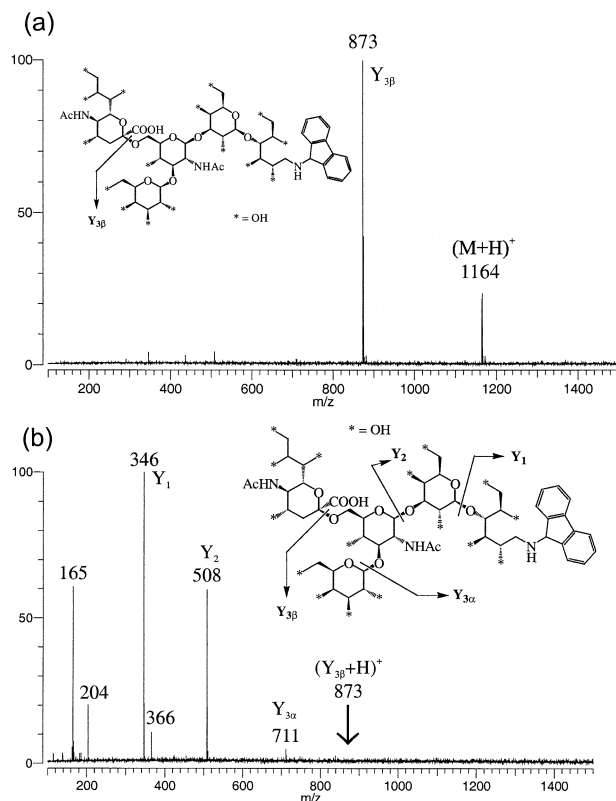 (a)
873
100
Y3β
AcHN
COOH
NHAc
N
H
O
* = OH
Y3β
50
(M+H)+
1164
0
200 400 600 800 1000 1200 1400
m/z
(b)
* = OH
346
100
Y1
Y2
Y1
AcHN
COOH
NHAc
N
H
O
165
Y2
508
Y3β
Y3α
50
(Y3β+H)+
873
204
366
Y3α
711
0
200 400 600 800 1000 1200 1400
m/z